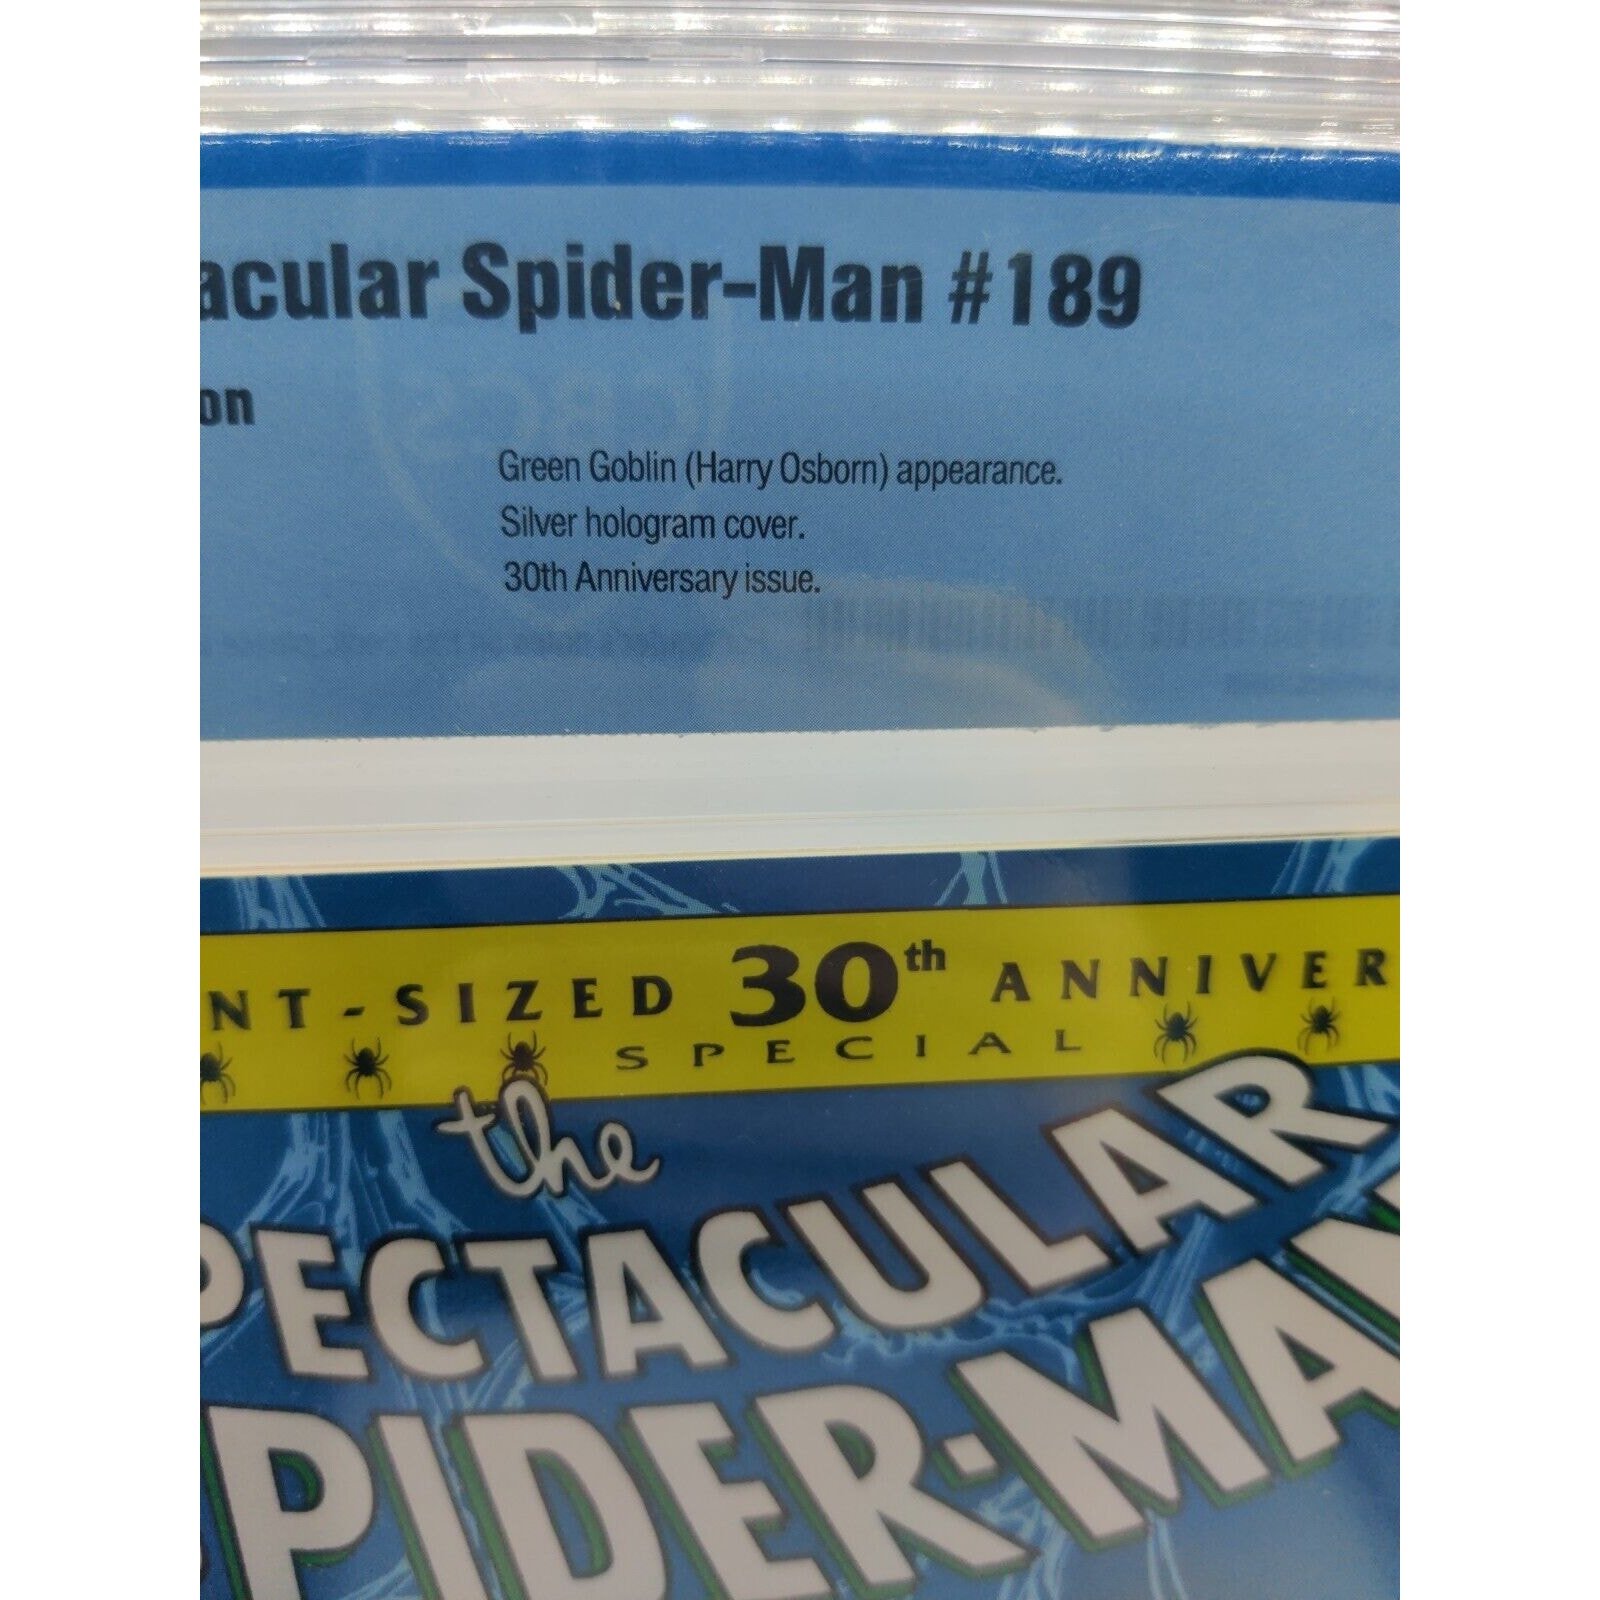 acular Spider-Man #189
on
Green Goblin (Harry Osborn) appearance.
Silver hologram cover.
30th Anniversary issue.
NT-SIZED 30th ANNIVER
SPECIAL
the
PECTACULAR
PIDER-MAN